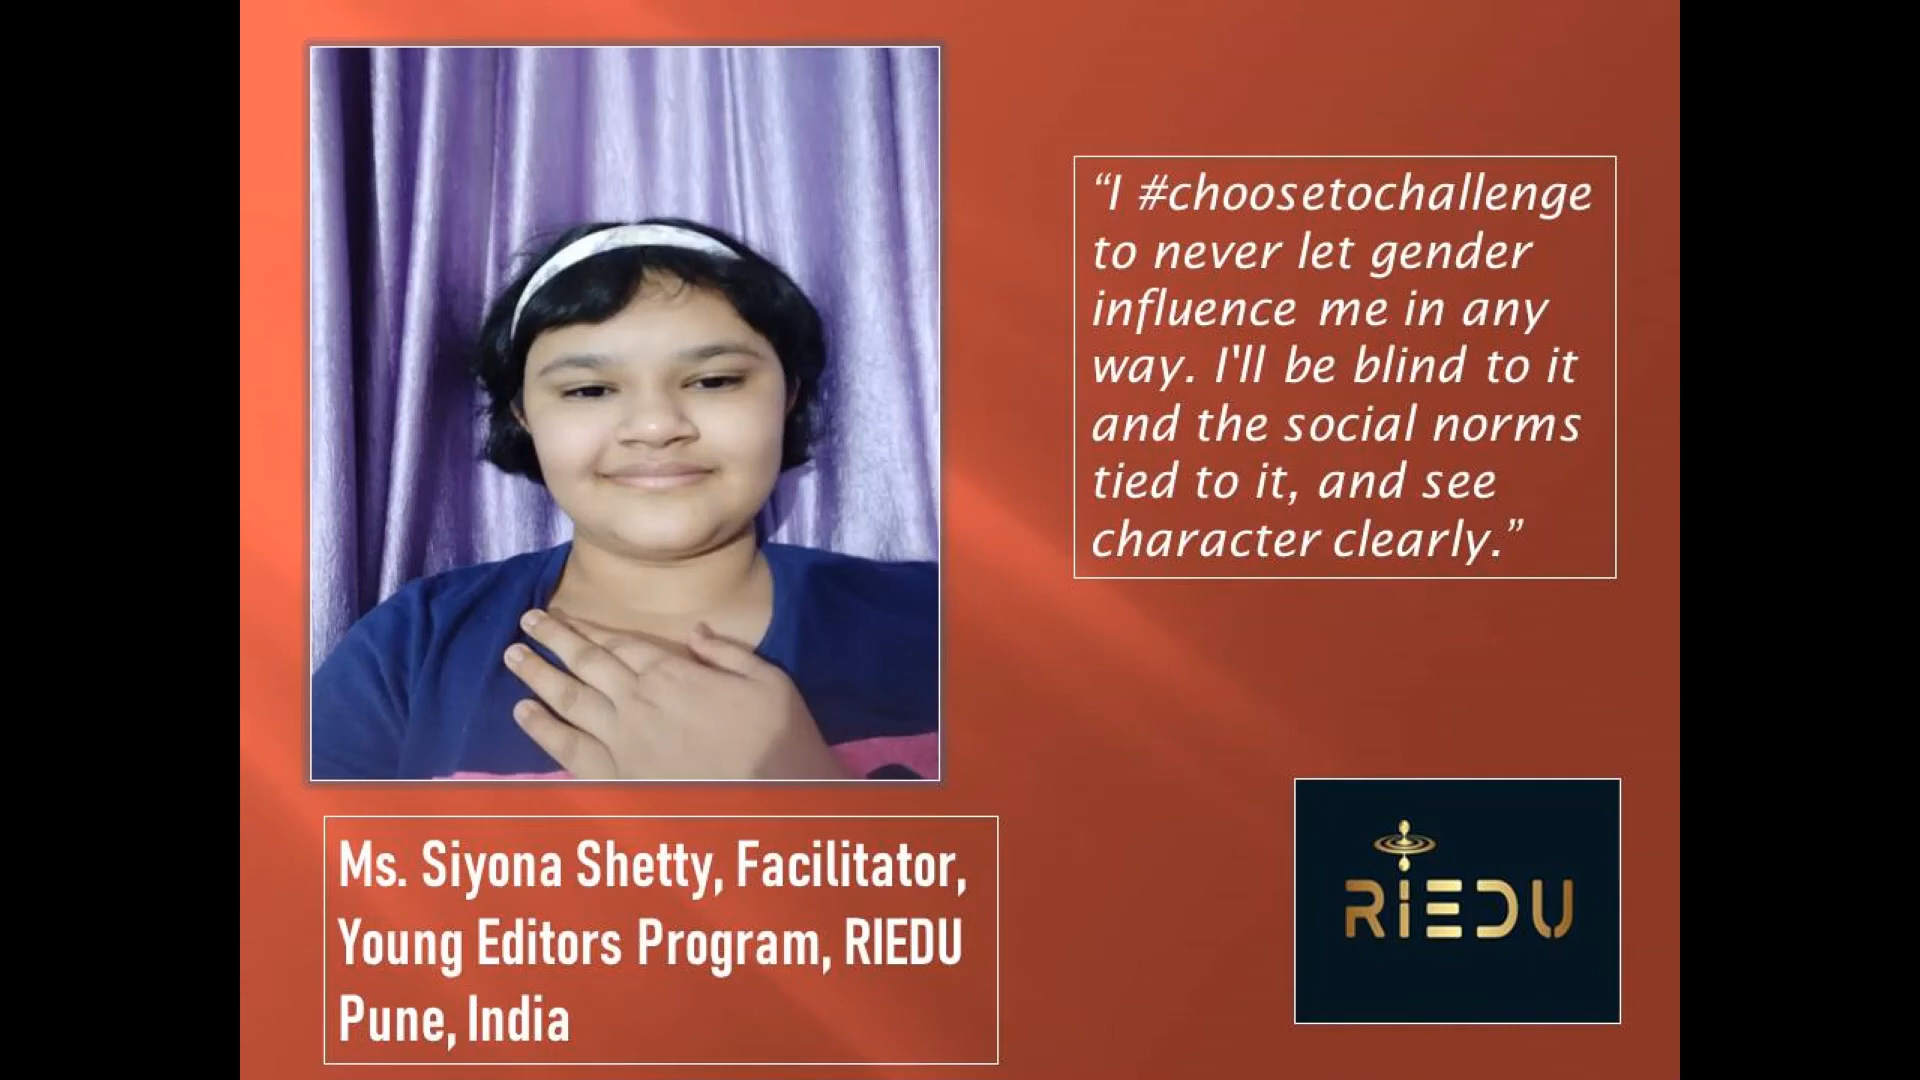 “I #choosetochallenge
to never let gender
influence me in any
way. I'll be blind to it
and the social norms
tied to it, and see
character clearly.”
Ms. Siyona Shetty, Facilitator,
Young Editors Program, RIEDU
Pune, India
RiEDU